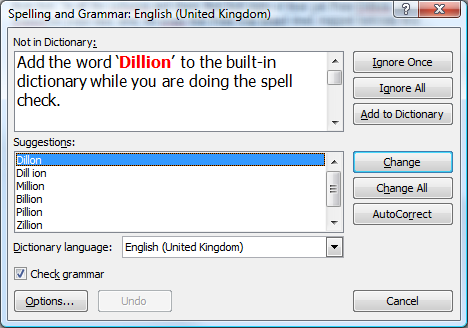 Spelling and Grammar: English (United Kingdom)
Not in Dictionary:
Add the word ‘Dillion’ to the built-in
dictionary while you are doing the spell
check.
Ignore Once
Ignore All
Add to Dictionary
Suggestions:
Dillon
Dill ion
Million
Billion
Pillion
Zillion
Change
Change All
AutoCorrect
Dictionary language: English (United Kingdom)
Check grammar
Options... Undo Cancel